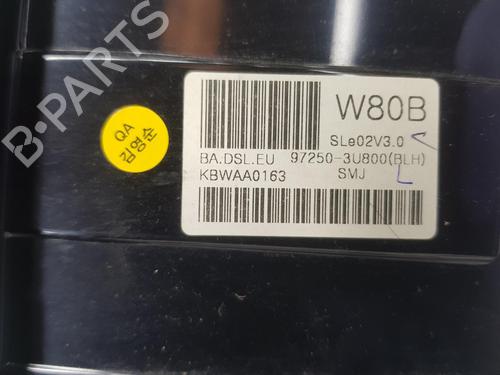 B-PARTS
W80B
SLe02V3.0
BA.DSL.EU 97250-3U800(BLH)
KBWAA0163 SMJ
QA
김영순